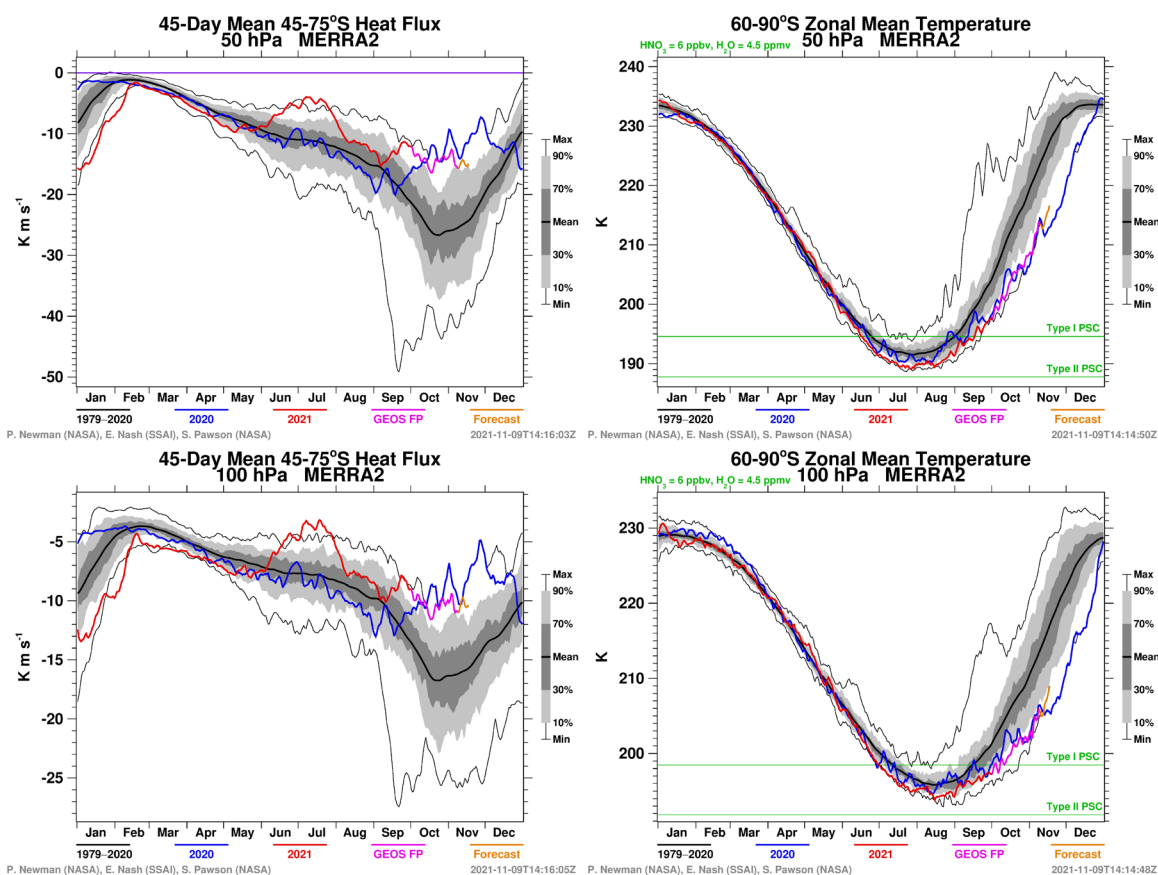 45-Day Mean 45-75°S Heat Flux
50 hPa MERRA2
0
-10
-20
-30
-40
-50
K m s⁻¹
Max
90%
70%
Mean
30%
10%
Min
Jan Feb Mar Apr May Jun Jul Aug Sep Oct Nov Dec
1979–2020 2020 2021 GEOS FP Forecast
P. Newman (NASA), E. Nash (SSAI), S. Pawson (NASA) 2021-11-09T14:16:03Z
60-90°S Zonal Mean Temperature
50 hPa MERRA2
HNO₃ = 6 ppbv, H₂O = 4.5 ppmv
240
230
220
210
200
190
K
Type I PSC
Type II PSC
Max
90%
70%
Mean
30%
10%
Min
Jan Feb Mar Apr May Jun Jul Aug Sep Oct Nov Dec
1979–2020 2020 2021 GEOS FP Forecast
P. Newman (NASA), E. Nash (SSAI), S. Pawson (NASA) 2021-11-09T14:14:50Z
45-Day Mean 45-75°S Heat Flux
100 hPa MERRA2
-5
-10
-15
-20
-25
K m s⁻¹
Max
90%
70%
Mean
30%
10%
Min
Jan Feb Mar Apr May Jun Jul Aug Sep Oct Nov Dec
1979–2020 2020 2021 GEOS FP Forecast
P. Newman (NASA), E. Nash (SSAI), S. Pawson (NASA) 2021-11-09T14:16:05Z
60-90°S Zonal Mean Temperature
100 hPa MERRA2
HNO₃ = 6 ppbv, H₂O = 4.5 ppmv
230
220
210
200
K
Type I PSC
Type II PSC
Max
90%
70%
Mean
30%
10%
Min
Jan Feb Mar Apr May Jun Jul Aug Sep Oct Nov Dec
1979–2020 2020 2021 GEOS FP Forecast
P. Newman (NASA), E. Nash (SSAI), S. Pawson (NASA) 2021-11-09T14:14:48Z